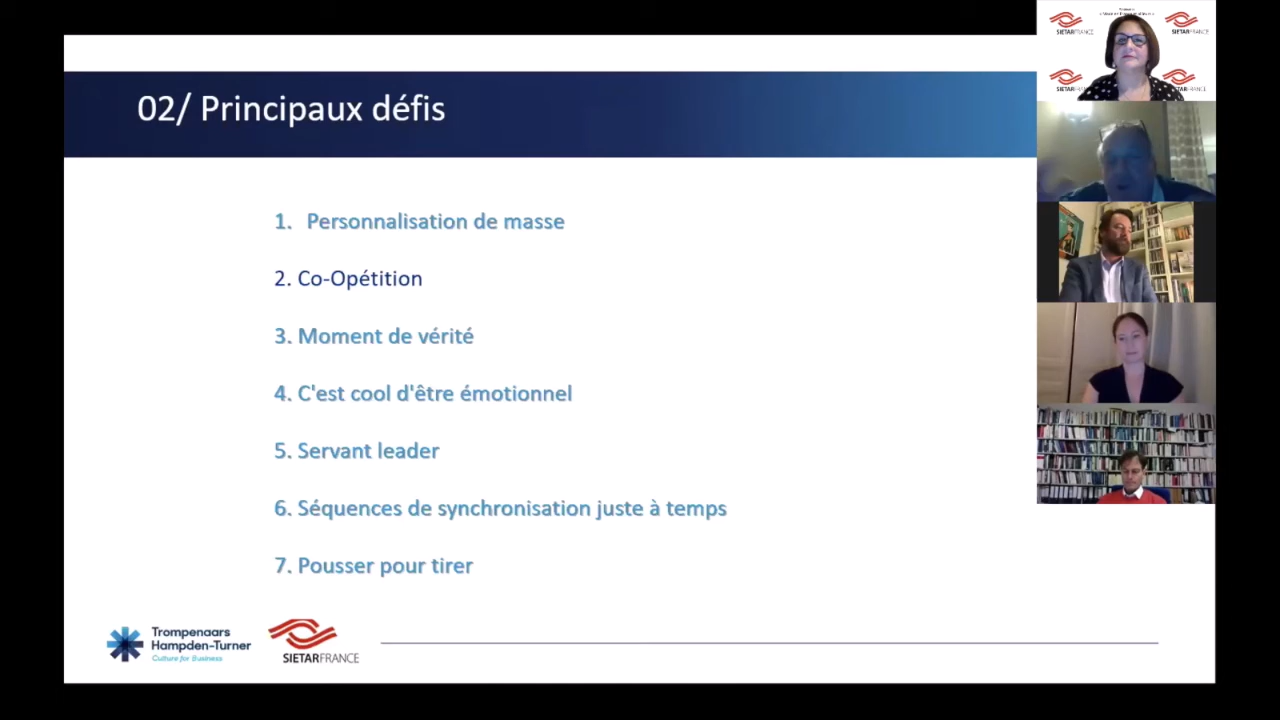 02/ Principaux défis
1. Personnalisation de masse
2. Co-Opétition
3. Moment de vérité
4. C'est cool d'être émotionnel
5. Servant leader
6. Séquences de synchronisation juste à temps
7. Pousser pour tirer
Trompenaars
Hampden-Turner
Culture for Business
SIETARFRANCE
SIETARFRANCE
SIETARFRANCE